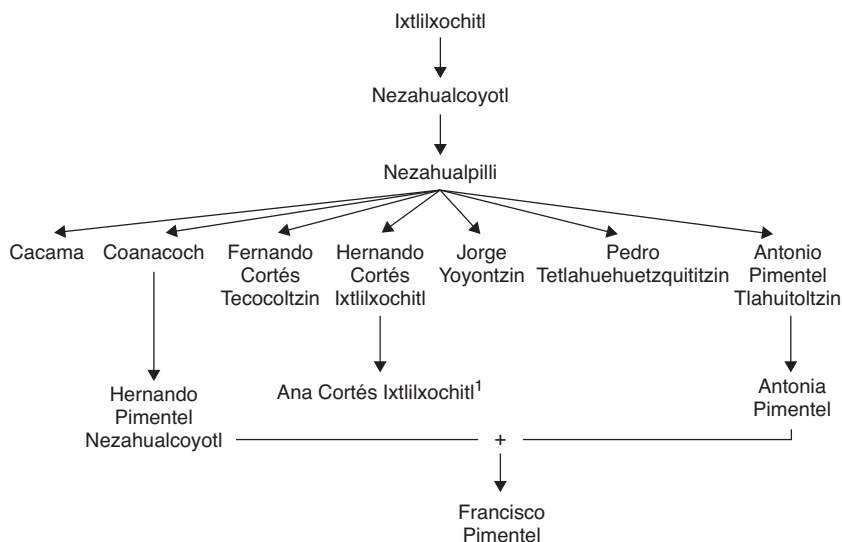 Ixtlilxochitl
Nezahualcoyotl
Nezahualpilli
Cacama
Coanacoch
Fernando
Cortés
Tecocoltzin
Hernando
Cortés
Ixtlilxochitl
Jorge
Yoyontzin
Pedro
Tetlahuehuetzquititzin
Antonio
Pimentel
Tlahuitoltzin
Hernando
Pimentel
Nezahualcoyotl
Ana Cortés Ixtlilxochitl¹
Antonia
Pimentel
+
Francisco
Pimentel